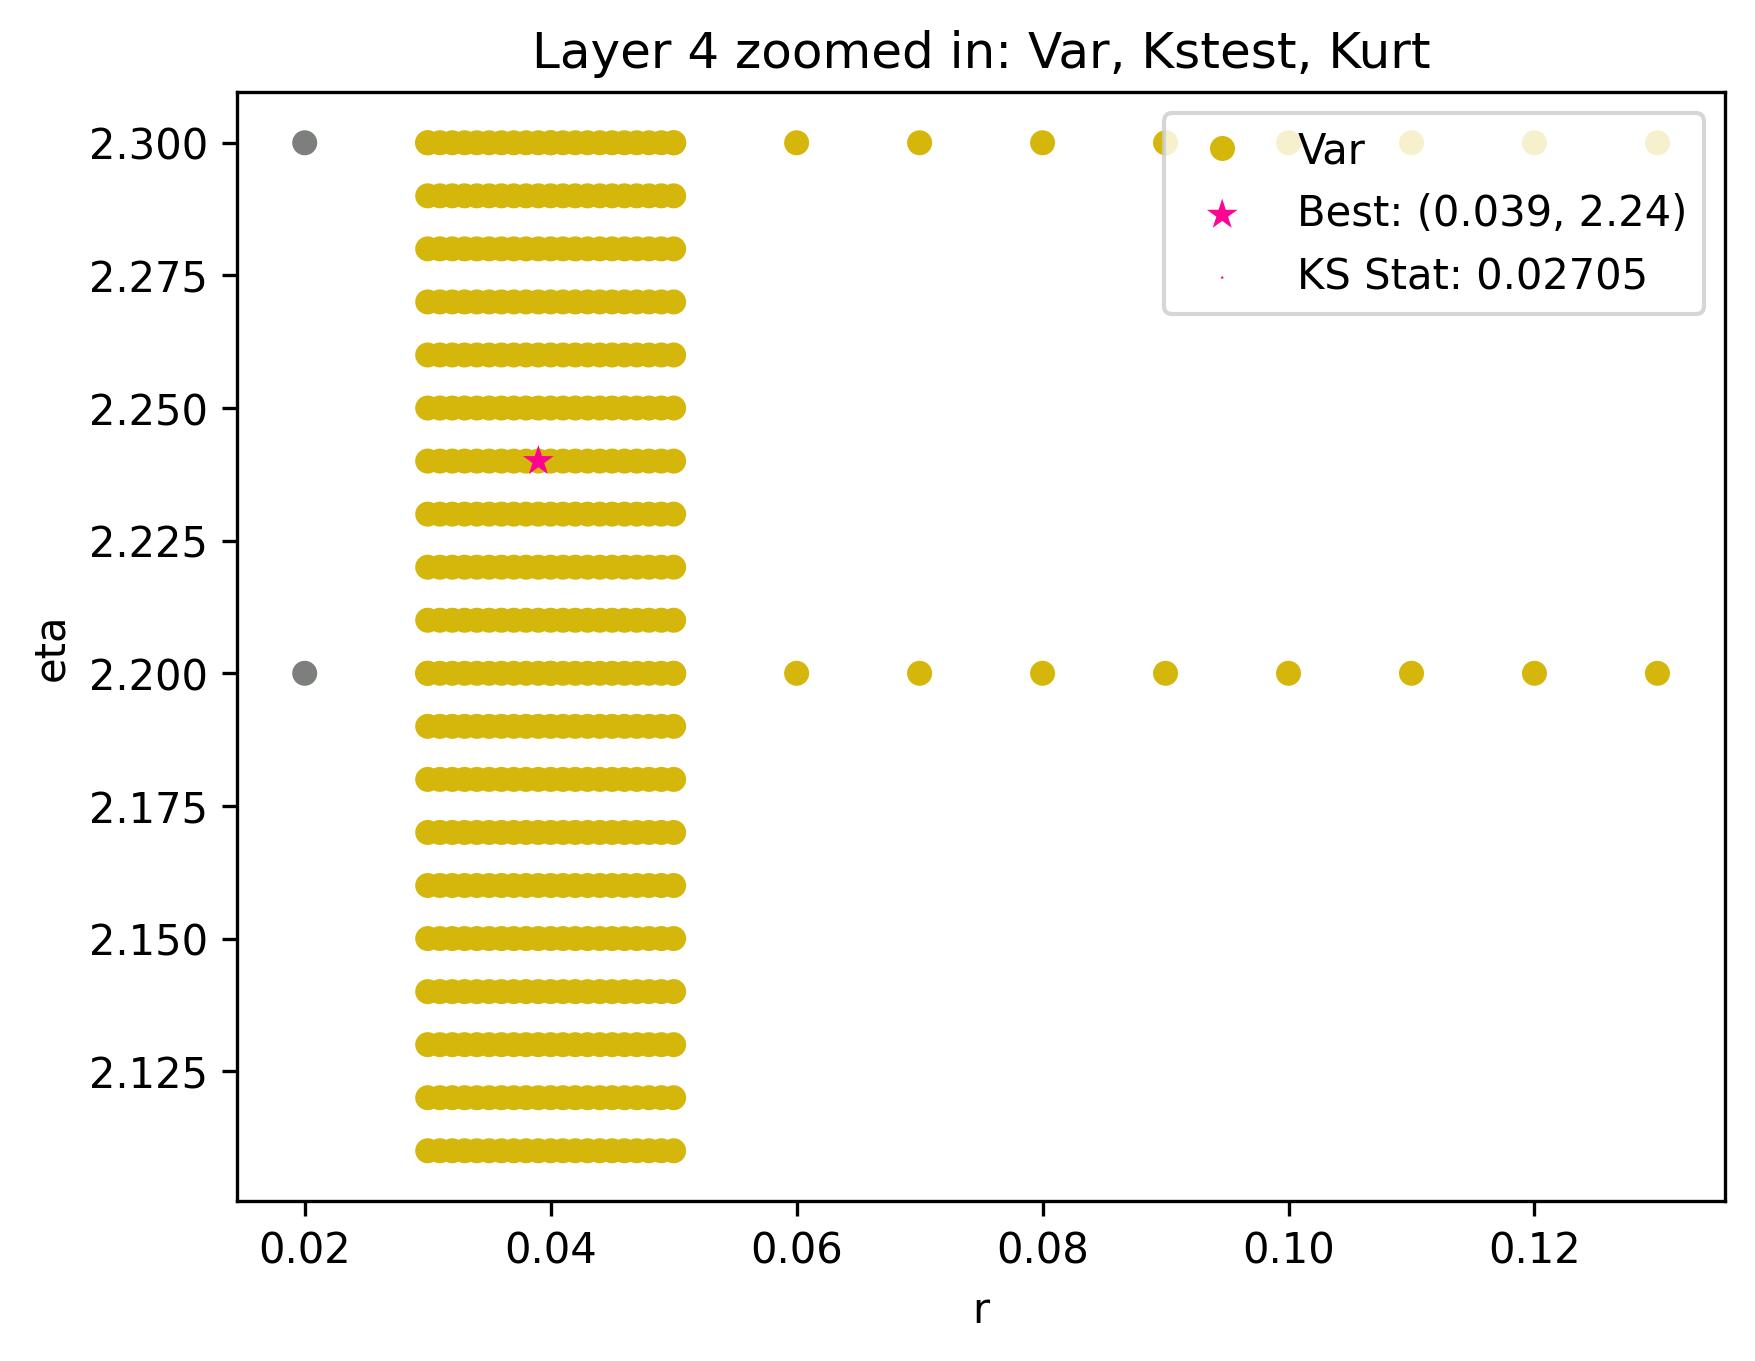 Layer 4 zoomed in: Var, Kstest, Kurt
Var
Best: (0.039, 2.24)
KS Stat: 0.02705
eta
2.300
2.275
2.250
2.225
2.200
2.175
2.150
2.125
0.02 0.04 0.06 0.08 0.10 0.12
r